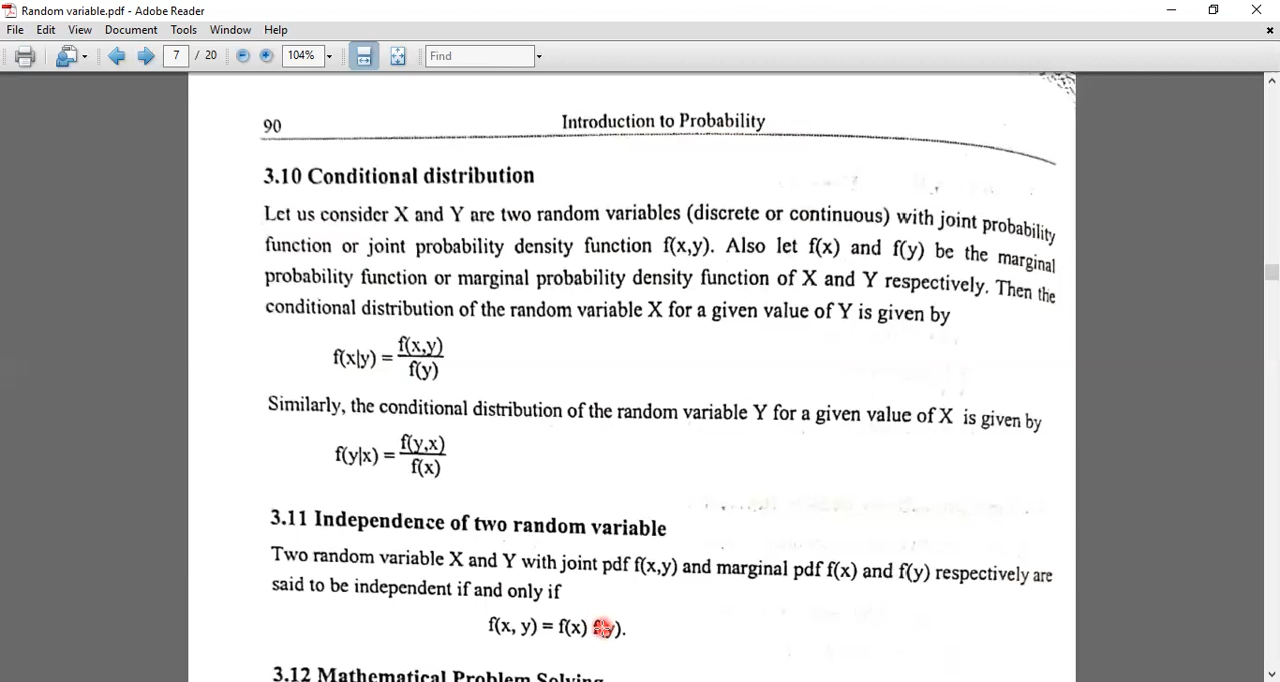 Random variable.pdf - Adobe Reader
File Edit View Document Tools Window Help
7 / 20 104% Find
90 Introduction to Probability
3.10 Conditional distribution
Let us consider X and Y are two random variables (discrete or continuous) with joint probability
function or joint probability density function f(x,y). Also let f(x) and f(y) be the marginal
probability function or marginal probability density function of X and Y respectively. Then the
conditional distribution of the random variable X for a given value of Y is given by
f(x|y) = f(x,y)
f(y)
Similarly, the conditional distribution of the random variable Y for a given value of X is given by
f(y|x) = f(y,x)
f(x)
3.11 Independence of two random variable
Two random variable X and Y with joint pdf f(x,y) and marginal pdf f(x) and f(y) respectively are
said to be independent if and only if
f(x, y) = f(x)
3.12 Mathematical Problem Solving